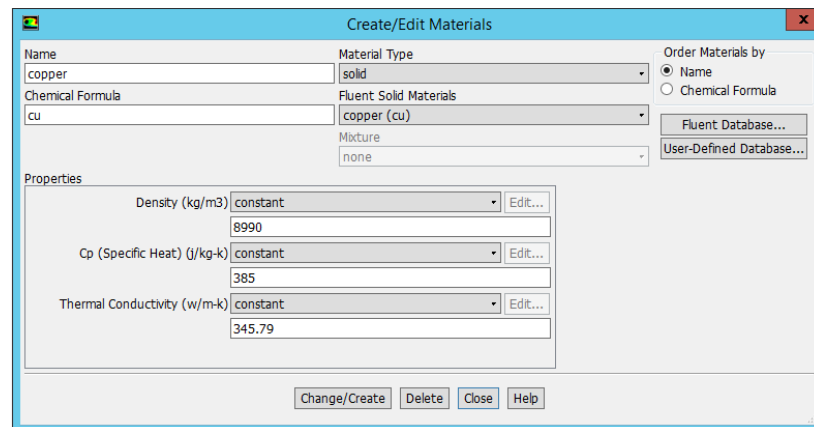 Create/Edit Materials
x
Name
Material Type
Order Materials by
copper
solid
Name
Chemical Formula
Chemical Formula
Fluent Solid Materials
cu
copper (cu)
Fluent Database...
Mixture
User-Defined Database...
none
Properties
Density (kg/m3) constant Edit...
8990
Cp (Specific Heat) (j/kg-k) constant Edit...
385
Thermal Conductivity (w/m-k) constant Edit...
345.79
Change/Create Delete Close Help